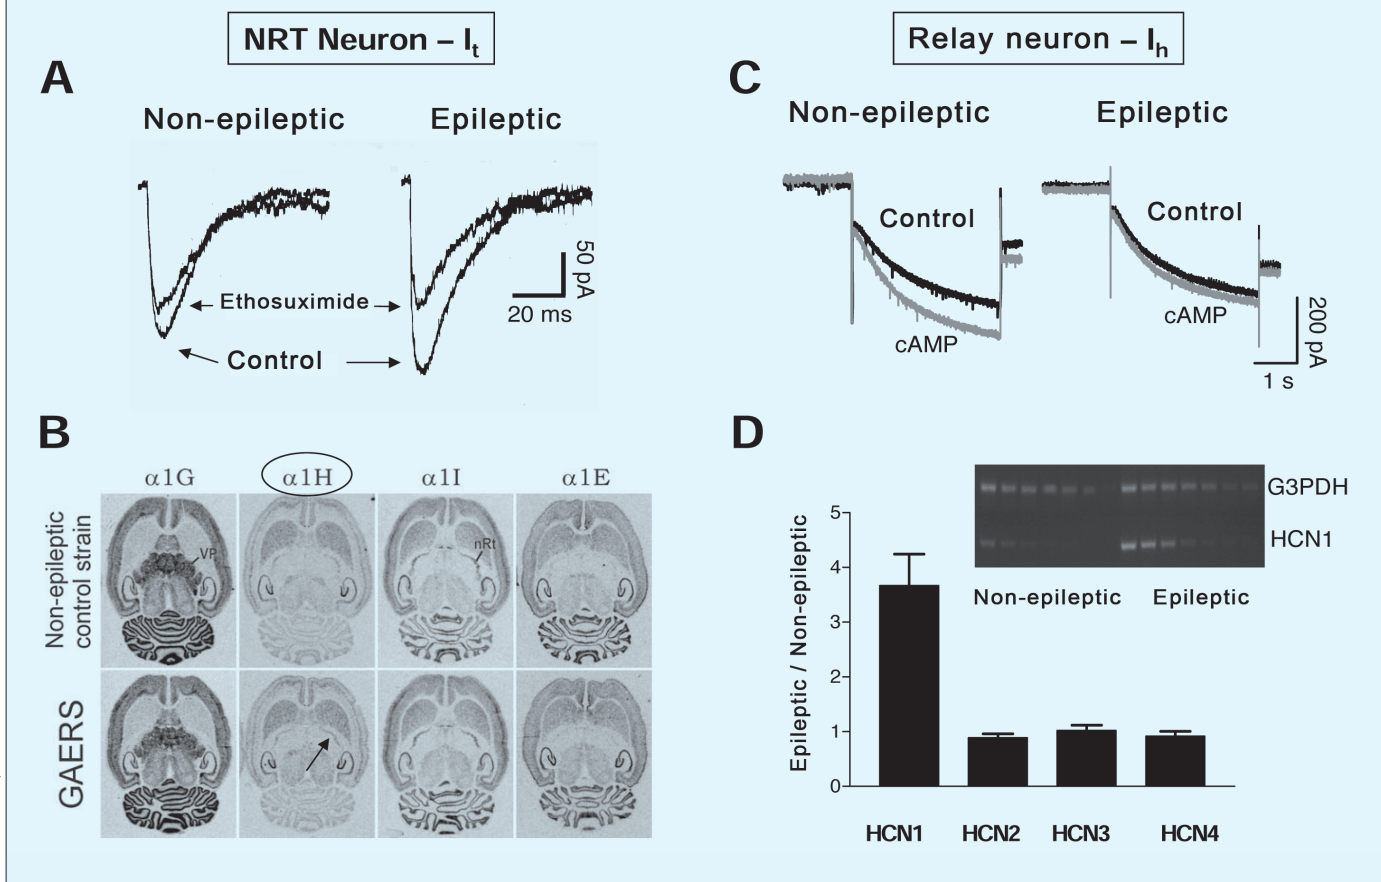 NRT Neuron – It
A
Non-epileptic
Epileptic
Ethosuximide
Control
50 pA
20 ms
B
α1G
α1H
α1I
α1E
Non-epileptic
control strain
VP
nRt
GAERS
Relay neuron – Ih
C
Non-epileptic
Epileptic
Control
cAMP
Control
cAMP
200 pA
1 s
D
G3PDH
HCN1
Non-epileptic
Epileptic
Epileptic / Non-epileptic
5
4
3
2
1
0
HCN1
HCN2
HCN3
HCN4